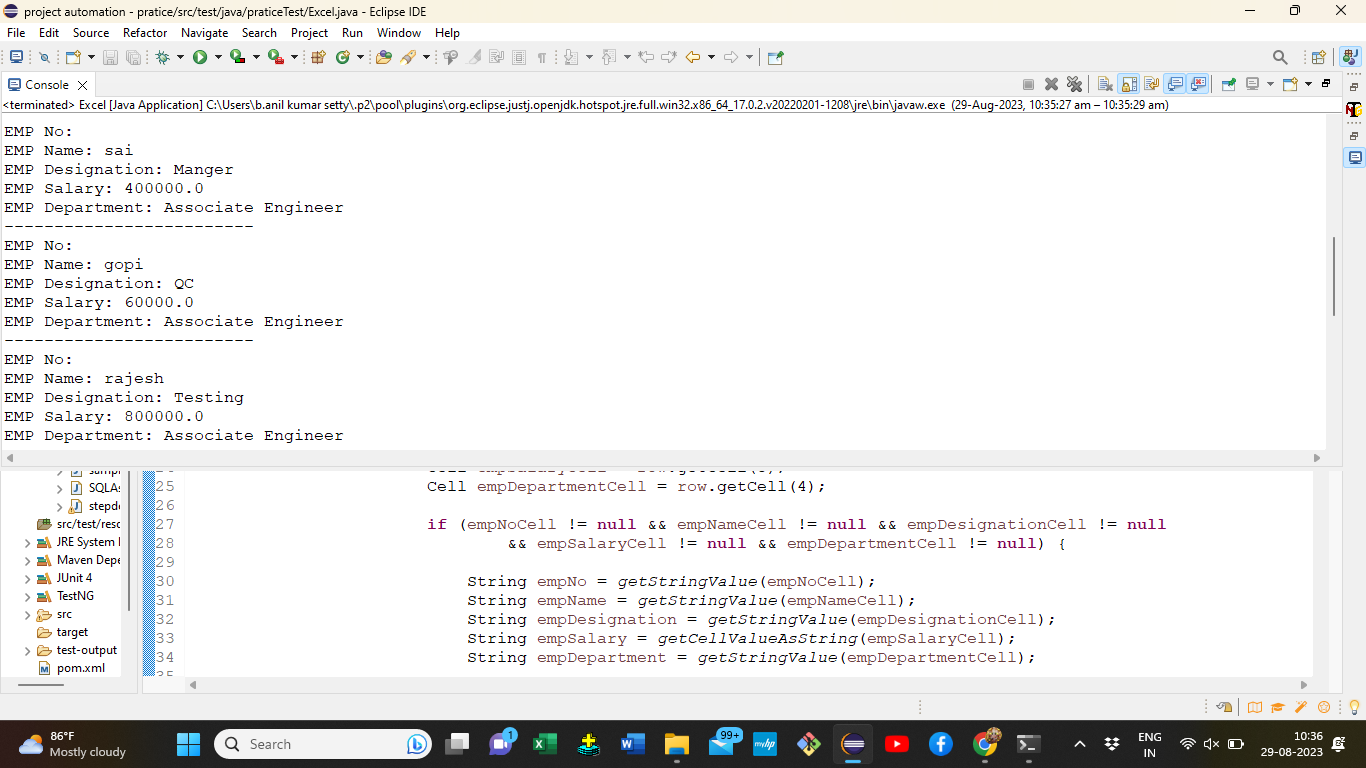 project automation - pratice/src/test/java/praticeTest/Excel.java - Eclipse IDE
File Edit Source Refactor Navigate Search Project Run Window Help
Console
<terminated> Excel [Java Application] C:\Users\b.anil kumar setty\.p2\pool\plugins\org.eclipse.justj.openjdk.hotspot.jre.full.win32.x86_64_17.0.2.v20220201-1208\jre\bin\javaw.exe (29-Aug-2023, 10:35:27 am – 10:35:29 am)
EMP No:
EMP Name: sai
EMP Designation: Manger
EMP Salary: 400000.0
EMP Department: Associate Engineer
-------------------------
EMP No:
EMP Name: gopi
EMP Designation: QC
EMP Salary: 60000.0
EMP Department: Associate Engineer
-------------------------
EMP No:
EMP Name: rajesh
EMP Designation: Testing
EMP Salary: 800000.0
EMP Department: Associate Engineer
SQLA
stepd
src/test/resc
JRE System
Maven Depe
JUnit 4
TestNG
src
target
test-output
pom.xml
25 Cell empDepartmentCell = row.getCell(4);
26
27 if (empNoCell != null && empNameCell != null && empDesignationCell != null
28 && empSalaryCell != null && empDepartmentCell != null) {
29
30 String empNo = getStringValue(empNoCell);
31 String empName = getStringValue(empNameCell);
32 String empDesignation = getStringValue(empDesignationCell);
33 String empSalary = getCellValueAsString(empSalaryCell);
34 String empDepartment = getStringValue(empDepartmentCell);
86°F
Mostly cloudy
Search
1
99+
myhp
ENG
IN
10:36
29-08-2023